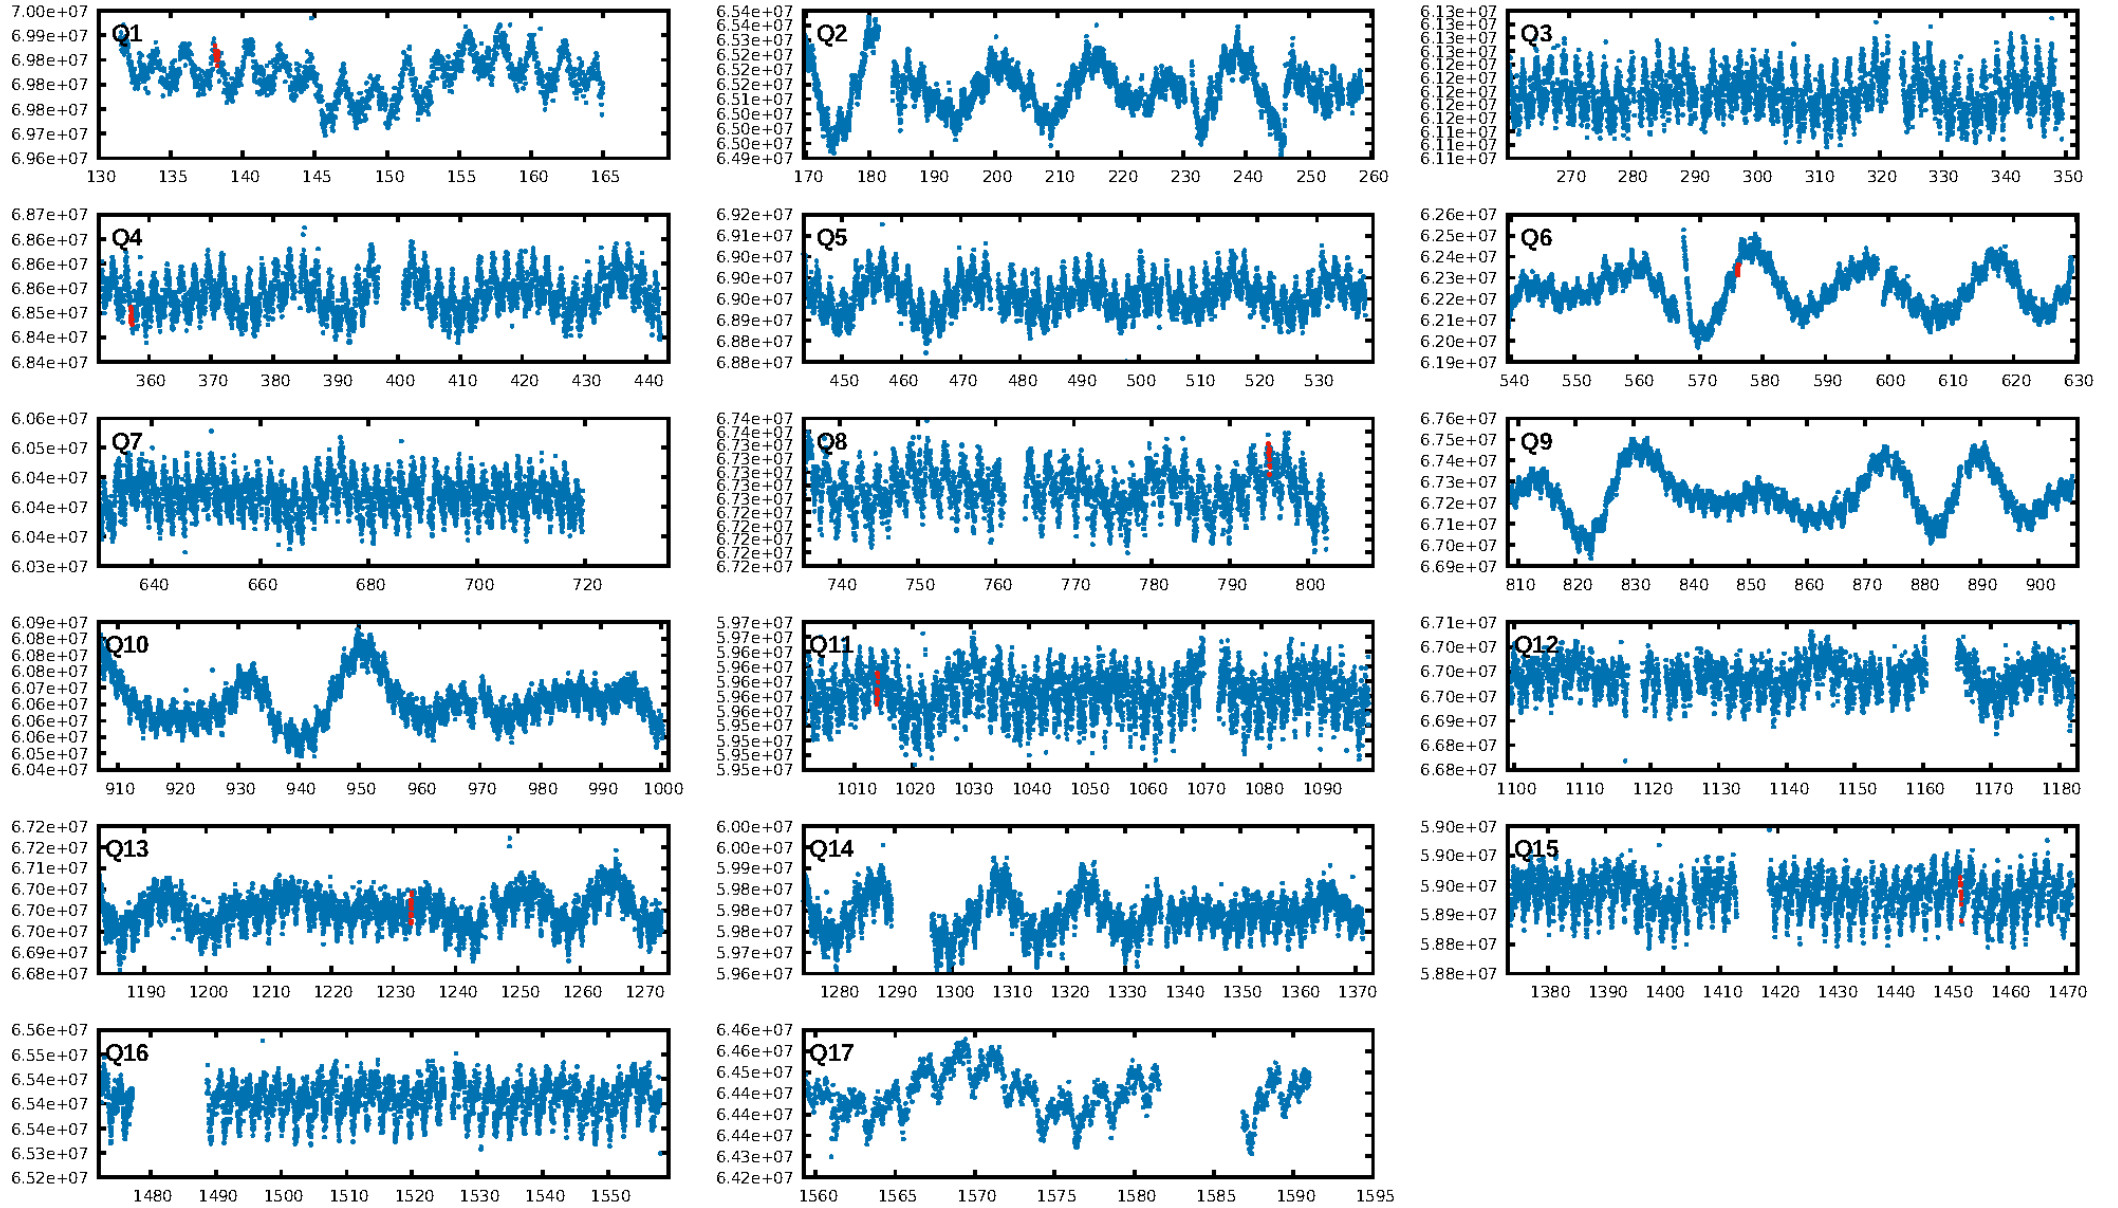 Q1
7.00e+07
6.99e+07
6.98e+07
6.98e+07
6.98e+07
6.97e+07
6.96e+07
130 135 140 145 150 155 160 165
Q2
6.54e+07
6.53e+07
6.53e+07
6.52e+07
6.52e+07
6.51e+07
6.51e+07
6.50e+07
6.50e+07
6.49e+07
170 180 190 200 210 220 230 240 250 260
Q3
6.13e+07
6.13e+07
6.13e+07
6.13e+07
6.12e+07
6.12e+07
6.12e+07
6.12e+07
6.12e+07
6.11e+07
6.11e+07
6.11e+07
270 280 290 300 310 320 330 340 350
Q4
6.87e+07
6.86e+07
6.86e+07
6.86e+07
6.85e+07
6.84e+07
6.84e+07
360 370 380 390 400 410 420 430 440
Q5
6.92e+07
6.91e+07
6.90e+07
6.90e+07
6.89e+07
6.88e+07
6.88e+07
450 460 470 480 490 500 510 520 530
Q6
6.26e+07
6.25e+07
6.24e+07
6.23e+07
6.22e+07
6.21e+07
6.20e+07
6.19e+07
540 550 560 570 580 590 600 610 620 630
Q7
6.06e+07
6.05e+07
6.04e+07
6.04e+07
6.04e+07
6.03e+07
640 660 680 700 720
Q8
6.74e+07
6.74e+07
6.73e+07
6.73e+07
6.73e+07
6.73e+07
6.73e+07
6.72e+07
6.72e+07
6.72e+07
6.72e+07
6.72e+07
740 750 760 770 780 790 800
Q9
6.76e+07
6.75e+07
6.74e+07
6.73e+07
6.72e+07
6.71e+07
6.70e+07
6.69e+07
810 820 830 840 850 860 870 880 890 900
Q10
6.09e+07
6.08e+07
6.08e+07
6.08e+07
6.07e+07
6.06e+07
6.06e+07
6.06e+07
6.05e+07
6.04e+07
910 920 930 940 950 960 970 980 990 1000
Q11
5.97e+07
5.97e+07
5.96e+07
5.96e+07
5.96e+07
5.96e+07
5.96e+07
5.95e+07
5.95e+07
5.95e+07
5.95e+07
1010 1020 1030 1040 1050 1060 1070 1080 1090
Q12
6.71e+07
6.70e+07
6.70e+07
6.70e+07
6.69e+07
6.68e+07
6.68e+07
1100 1110 1120 1130 1140 1150 1160 1170 1180
Q13
6.72e+07
6.72e+07
6.71e+07
6.70e+07
6.70e+07
6.70e+07
6.69e+07
6.68e+07
1190 1200 1210 1220 1230 1240 1250 1260 1270
Q14
6.00e+07
6.00e+07
5.99e+07
5.98e+07
5.98e+07
5.98e+07
5.97e+07
5.96e+07
1280 1290 1300 1310 1320 1330 1340 1350 1360 1370
Q15
5.90e+07
5.90e+07
5.90e+07
5.89e+07
5.88e+07
5.88e+07
1380 1390 1400 1410 1420 1430 1440 1450 1460 1470
Q16
6.56e+07
6.55e+07
6.54e+07
6.54e+07
6.54e+07
6.53e+07
6.52e+07
1480 1490 1500 1510 1520 1530 1540 1550
Q17
6.46e+07
6.46e+07
6.45e+07
6.44e+07
6.44e+07
6.44e+07
6.43e+07
6.42e+07
1560 1565 1570 1575 1580 1585 1590 1595